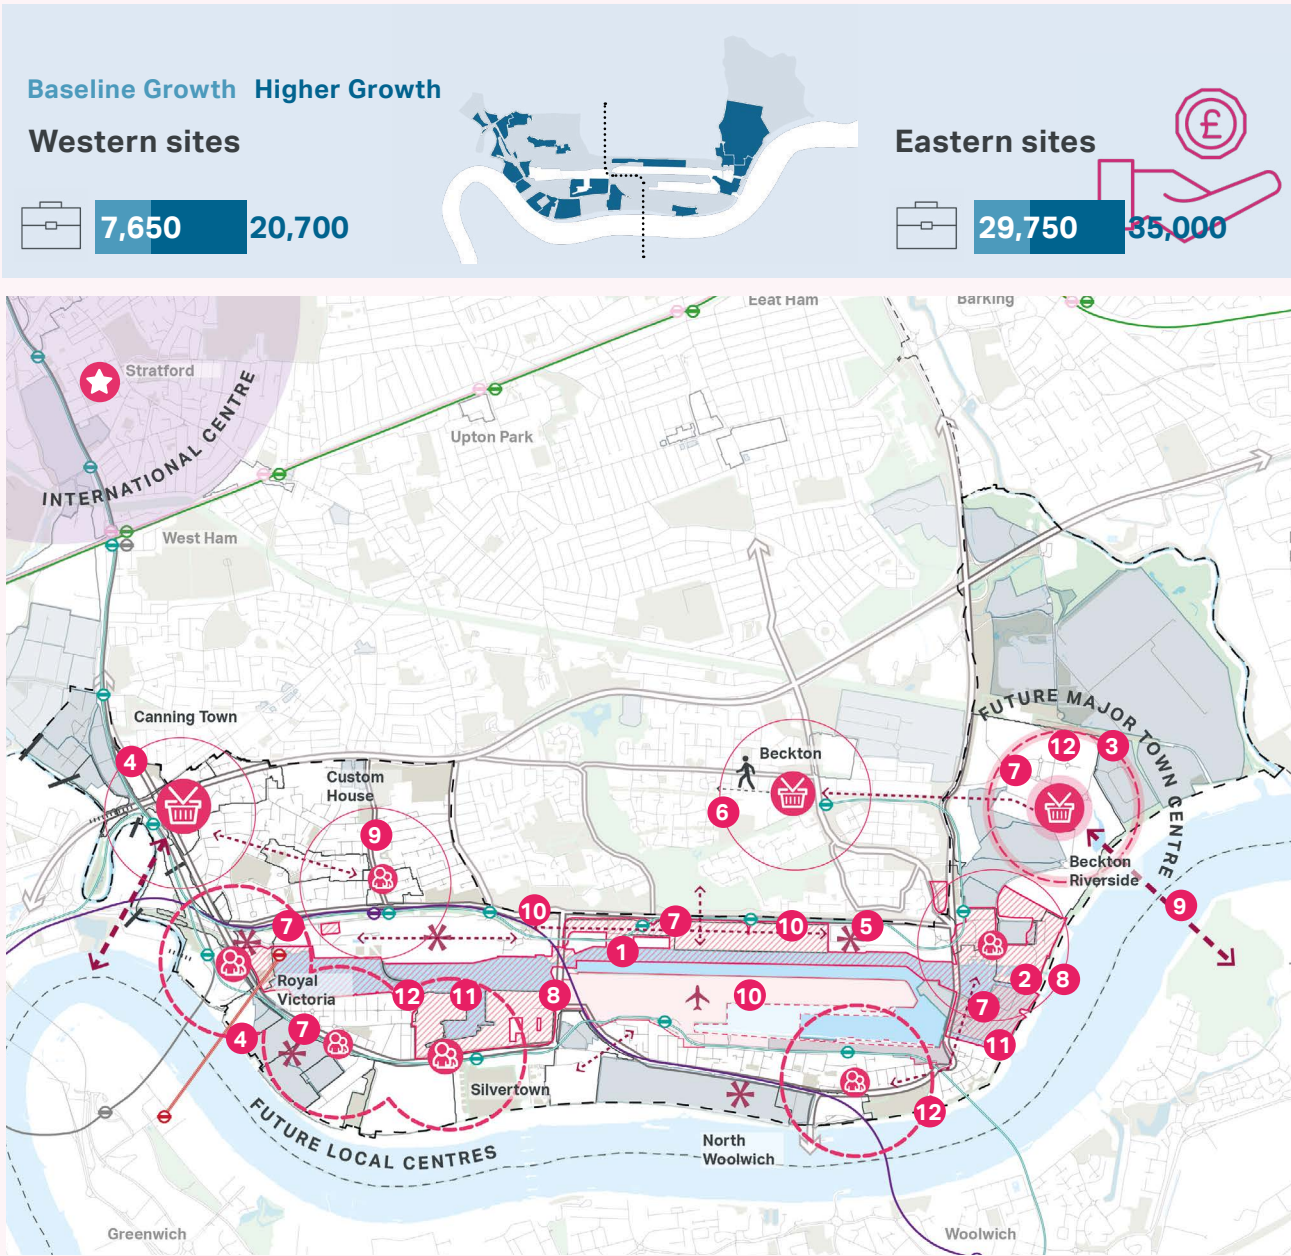 Baseline Growth Higher Growth
Western sites
7,650 20,700
Eastern sites
£
29,750 35,000
Eeat Ham
Barking
Stratford
INTERNATIONAL CENTRE
Upton Park
West Ham
Canning Town
4
Custom
House
9
Beckton
6
FUTURE MAJOR TOWN CENTRE
12
3
7
Beckton
Riverside
9
7
10
7
10
5
1
Royal
Victoria
12
11
8
10
2
8
7
11
4
7
Silvertown
12
FUTURE LOCAL CENTRES
North
Woolwich
Greenwich
Woolwich